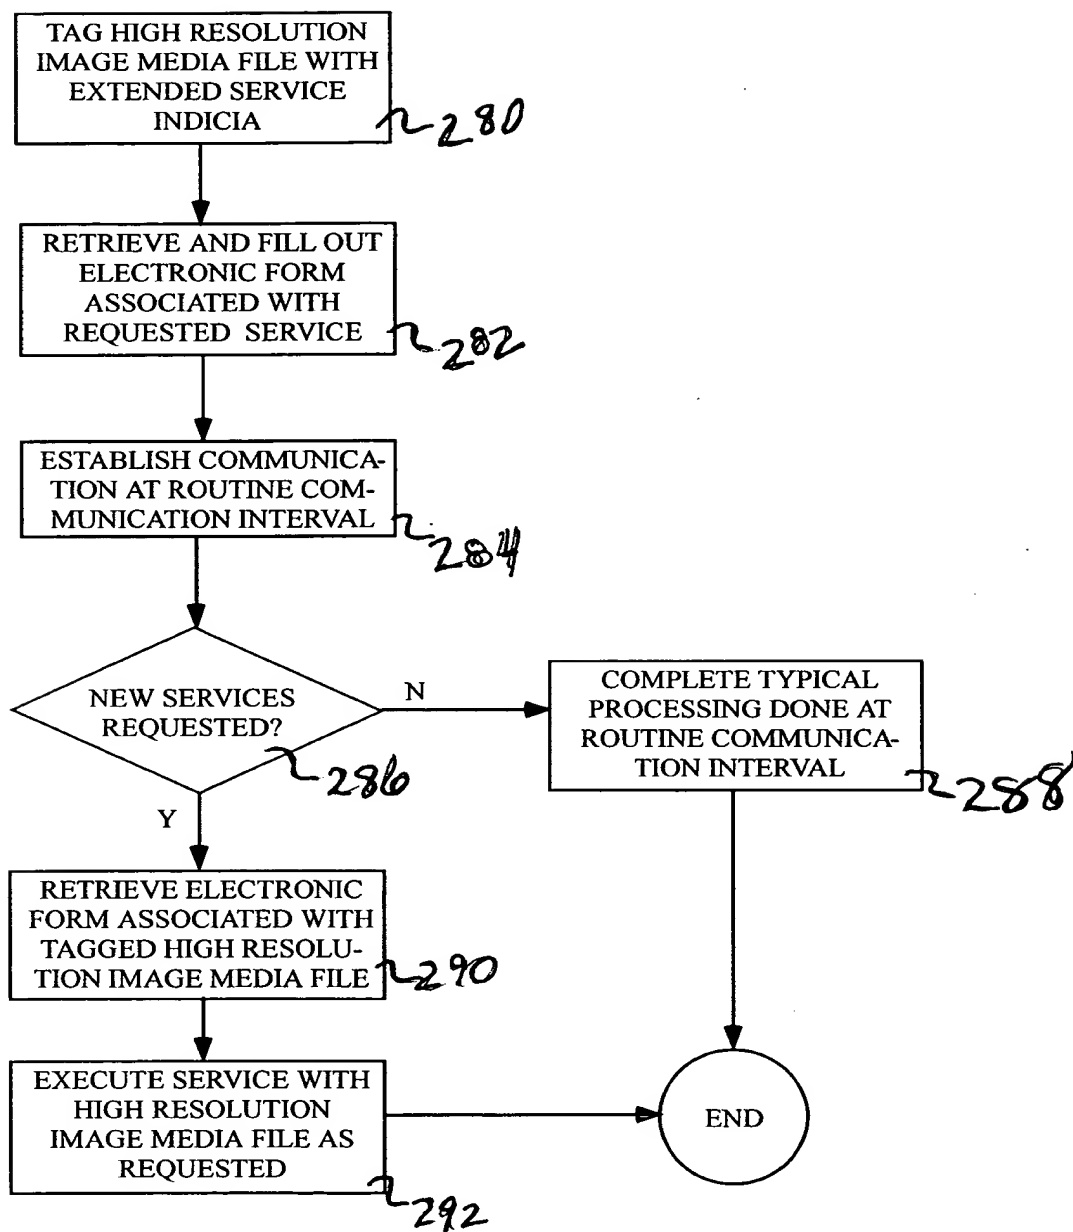 TAG HIGH RESOLUTION
IMAGE MEDIA FILE WITH
EXTENDED SERVICE
INDICIA
280
RETRIEVE AND FILL OUT
ELECTRONIC FORM
ASSOCIATED WITH
REQUESTED SERVICE
282
ESTABLISH COMMUNICA-
TION AT ROUTINE COM-
MUNICATION INTERVAL
284
NEW SERVICES
REQUESTED?
286
N
COMPLETE TYPICAL
PROCESSING DONE AT
ROUTINE COMMUNICA-
TION INTERVAL
288
Y
RETRIEVE ELECTRONIC
FORM ASSOCIATED WITH
TAGGED HIGH RESOLU-
TION IMAGE MEDIA FILE
290
EXECUTE SERVICE WITH
HIGH RESOLUTION
IMAGE MEDIA FILE AS
REQUESTED
292
END